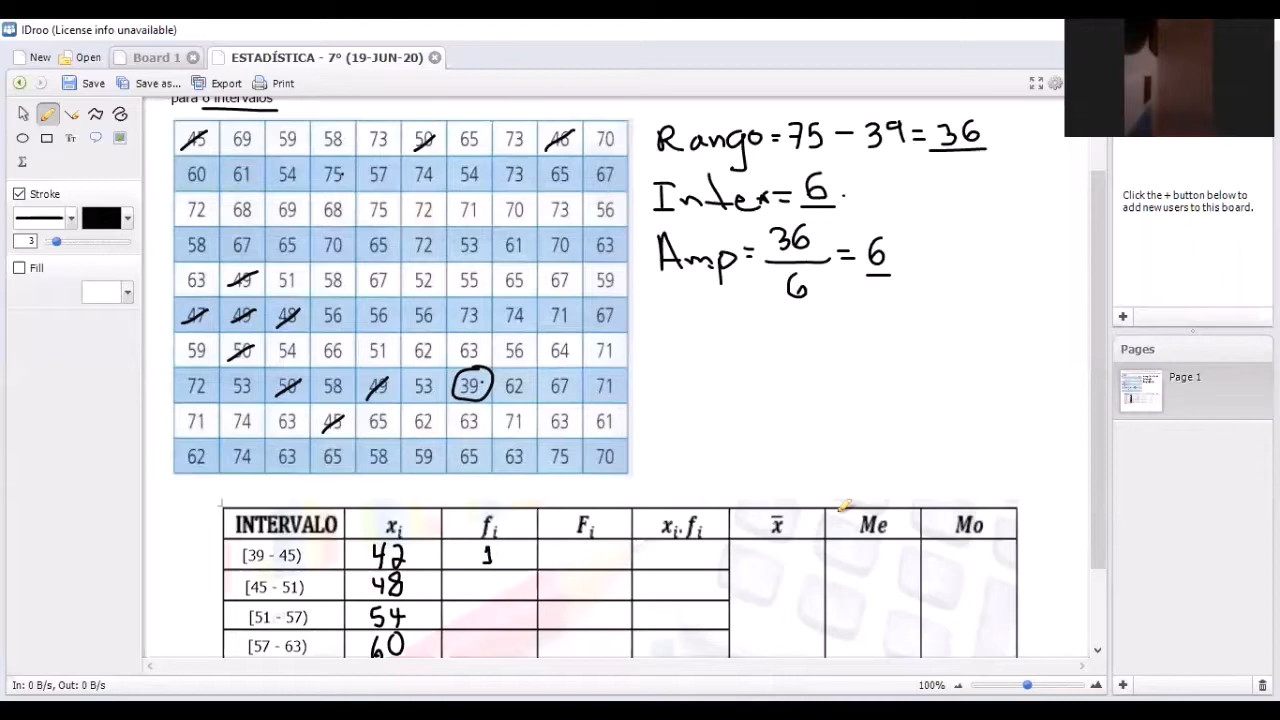 IDroo (License info unavailable)
New Open Board 1 ESTADÍSTICA - 7º (19-JUN-20)
Save Save as... Export Print
para 6 intervalos
Stroke
3
Fill
45 69 59 58 73 50 65 73 46 70
60 61 54 75 57 74 54 73 65 67
72 68 69 68 75 72 71 70 73 56
58 67 65 70 65 72 53 61 70 63
63 49 51 58 67 52 55 65 67 59
47 49 48 56 56 56 73 74 71 67
59 50 54 66 51 62 63 56 64 71
72 53 50 58 49 53 39 62 67 71
71 74 63 45 65 62 63 71 63 61
62 74 63 65 58 59 65 63 75 70
Rango = 75 - 39 = 36
Inter = 6
Amp = 36/6 = 6
INTERVALO xi fi Fi xi.fi x̄ Me Mo
[39 - 45) 42 1
[45 - 51) 48
[51 - 57) 54
[57 - 63) 60
Click the + button below to
add new users to this board.
Pages
Page 1
In: 0 B/s, Out: 0 B/s
100%